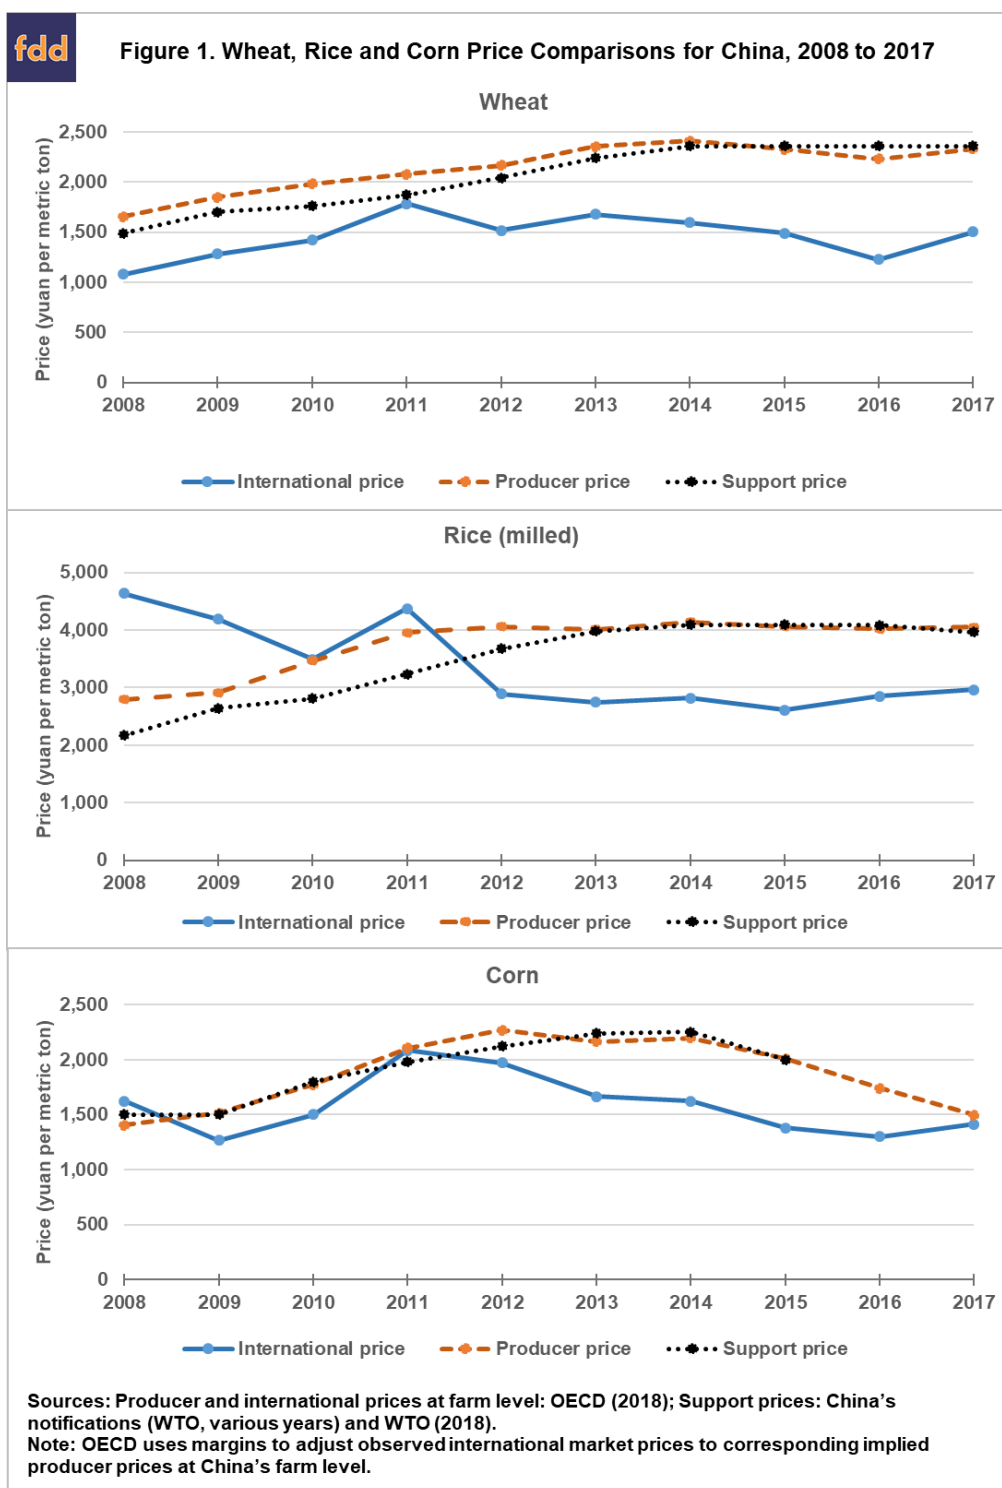 fdd
Figure 1. Wheat, Rice and Corn Price Comparisons for China, 2008 to 2017
Wheat
Price (yuan per metric ton)
2,500
2,000
1,500
1,000
500
0
2008 2009 2010 2011 2012 2013 2014 2015 2016 2017
International price Producer price Support price
Rice (milled)
Price (yuan per metric ton)
5,000
4,000
3,000
2,000
1,000
0
2008 2009 2010 2011 2012 2013 2014 2015 2016 2017
International price Producer price Support price
Corn
Price (yuan per metric ton)
2,500
2,000
1,500
1,000
500
0
2008 2009 2010 2011 2012 2013 2014 2015 2016 2017
International price Producer price Support price
Sources: Producer and international prices at farm level: OECD (2018); Support prices: China's
notifications (WTO, various years) and WTO (2018).
Note: OECD uses margins to adjust observed international market prices to corresponding implied
producer prices at China's farm level.